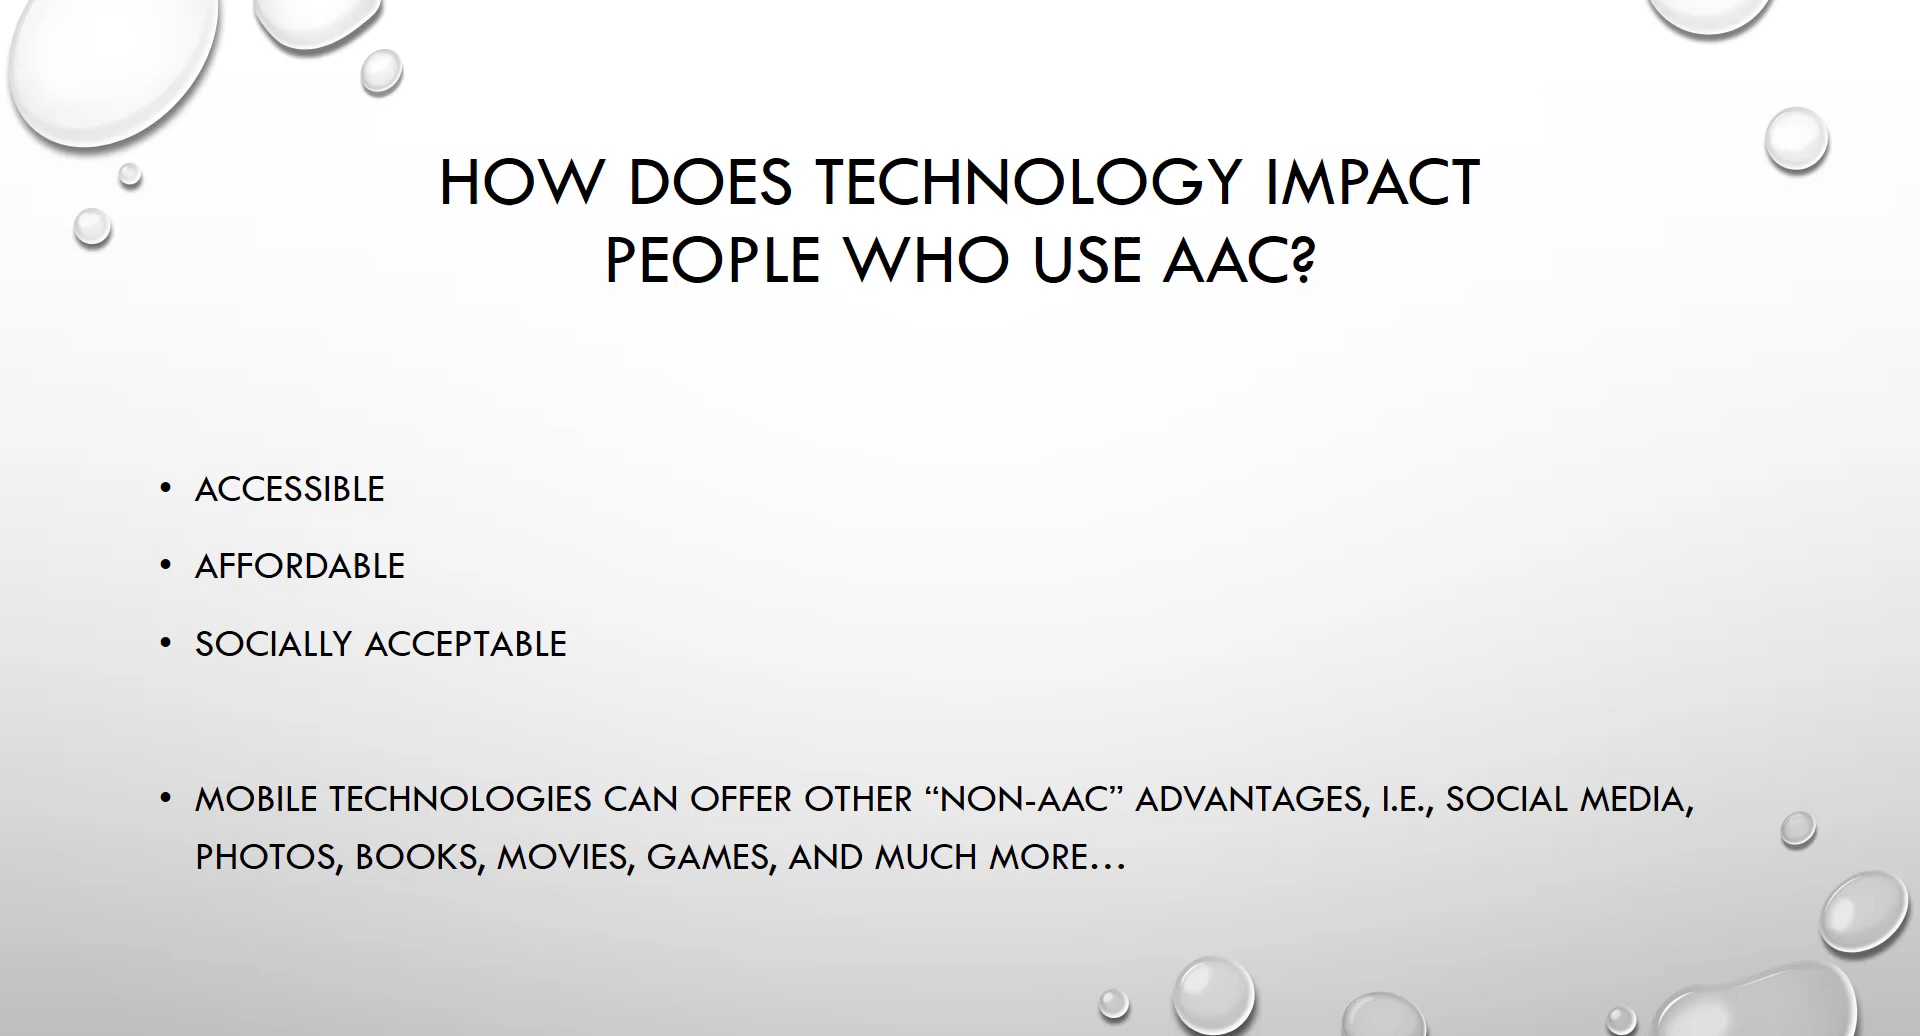 HOW DOES TECHNOLOGY IMPACT
PEOPLE WHO USE AAC?
• ACCESSIBLE
• AFFORDABLE
• SOCIALLY ACCEPTABLE
• MOBILE TECHNOLOGIES CAN OFFER OTHER “NON-AAC” ADVANTAGES, I.E., SOCIAL MEDIA,
PHOTOS, BOOKS, MOVIES, GAMES, AND MUCH MORE…